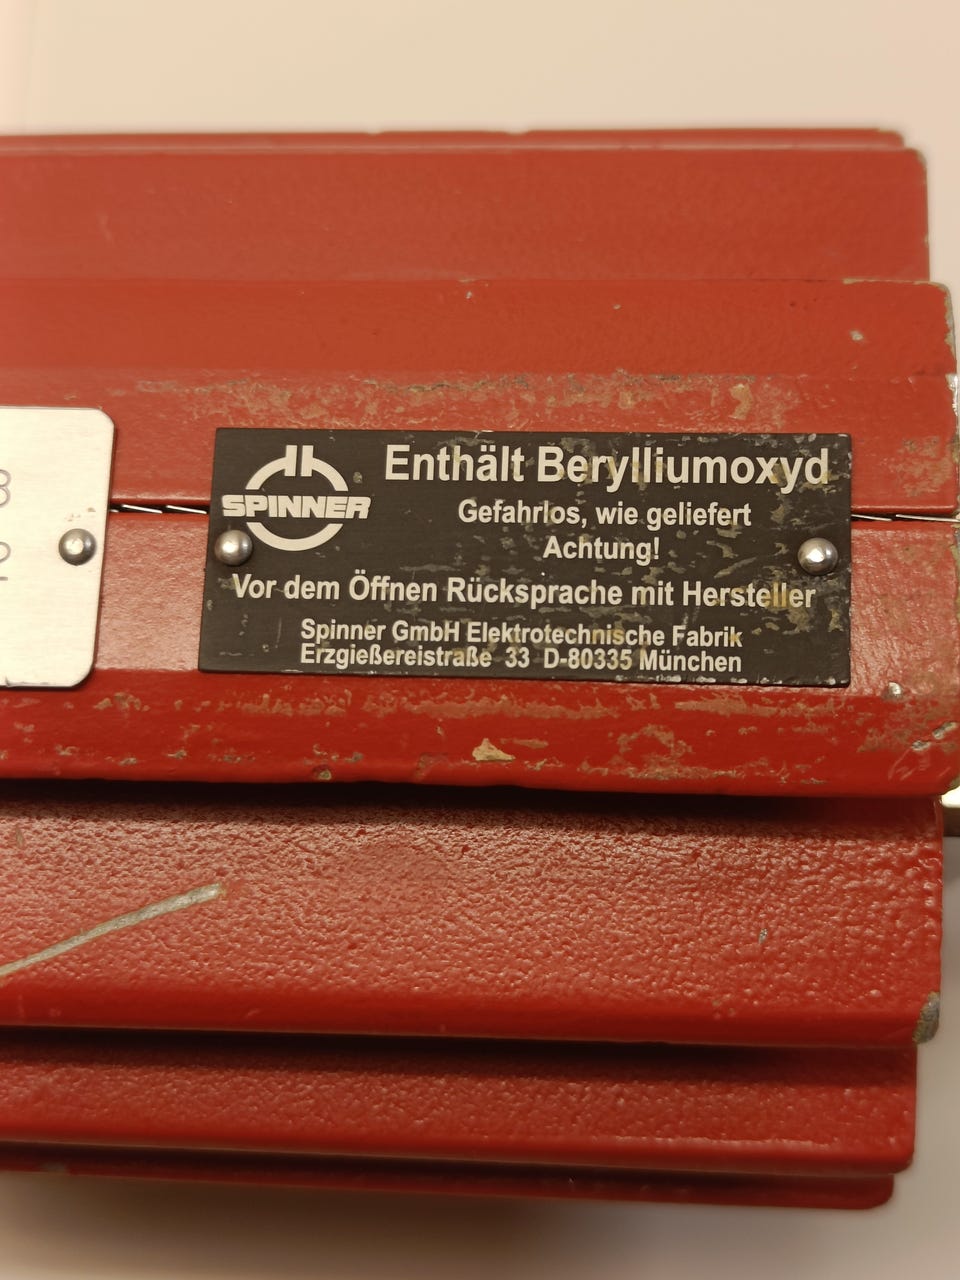 SPINNER
Enthält Berylliumoxyd
Gefahrlos, wie geliefert
Achtung!
Vor dem Öffnen Rücksprache mit Hersteller
Spinner GmbH Elektrotechnische Fabrik
Erzgießereistraße 33 D-80335 München